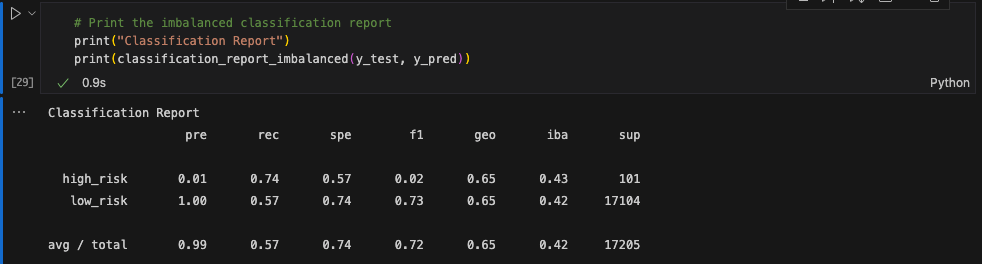 # Print the imbalanced classification report
print("Classification Report")
print(classification_report_imbalanced(y_test, y_pred))
[29] 0.9s Python
Classification Report
pre rec spe f1 geo iba sup
high_risk 0.01 0.74 0.57 0.02 0.65 0.43 101
low_risk 1.00 0.57 0.74 0.73 0.65 0.42 17104
avg / total 0.99 0.57 0.74 0.72 0.65 0.42 17205